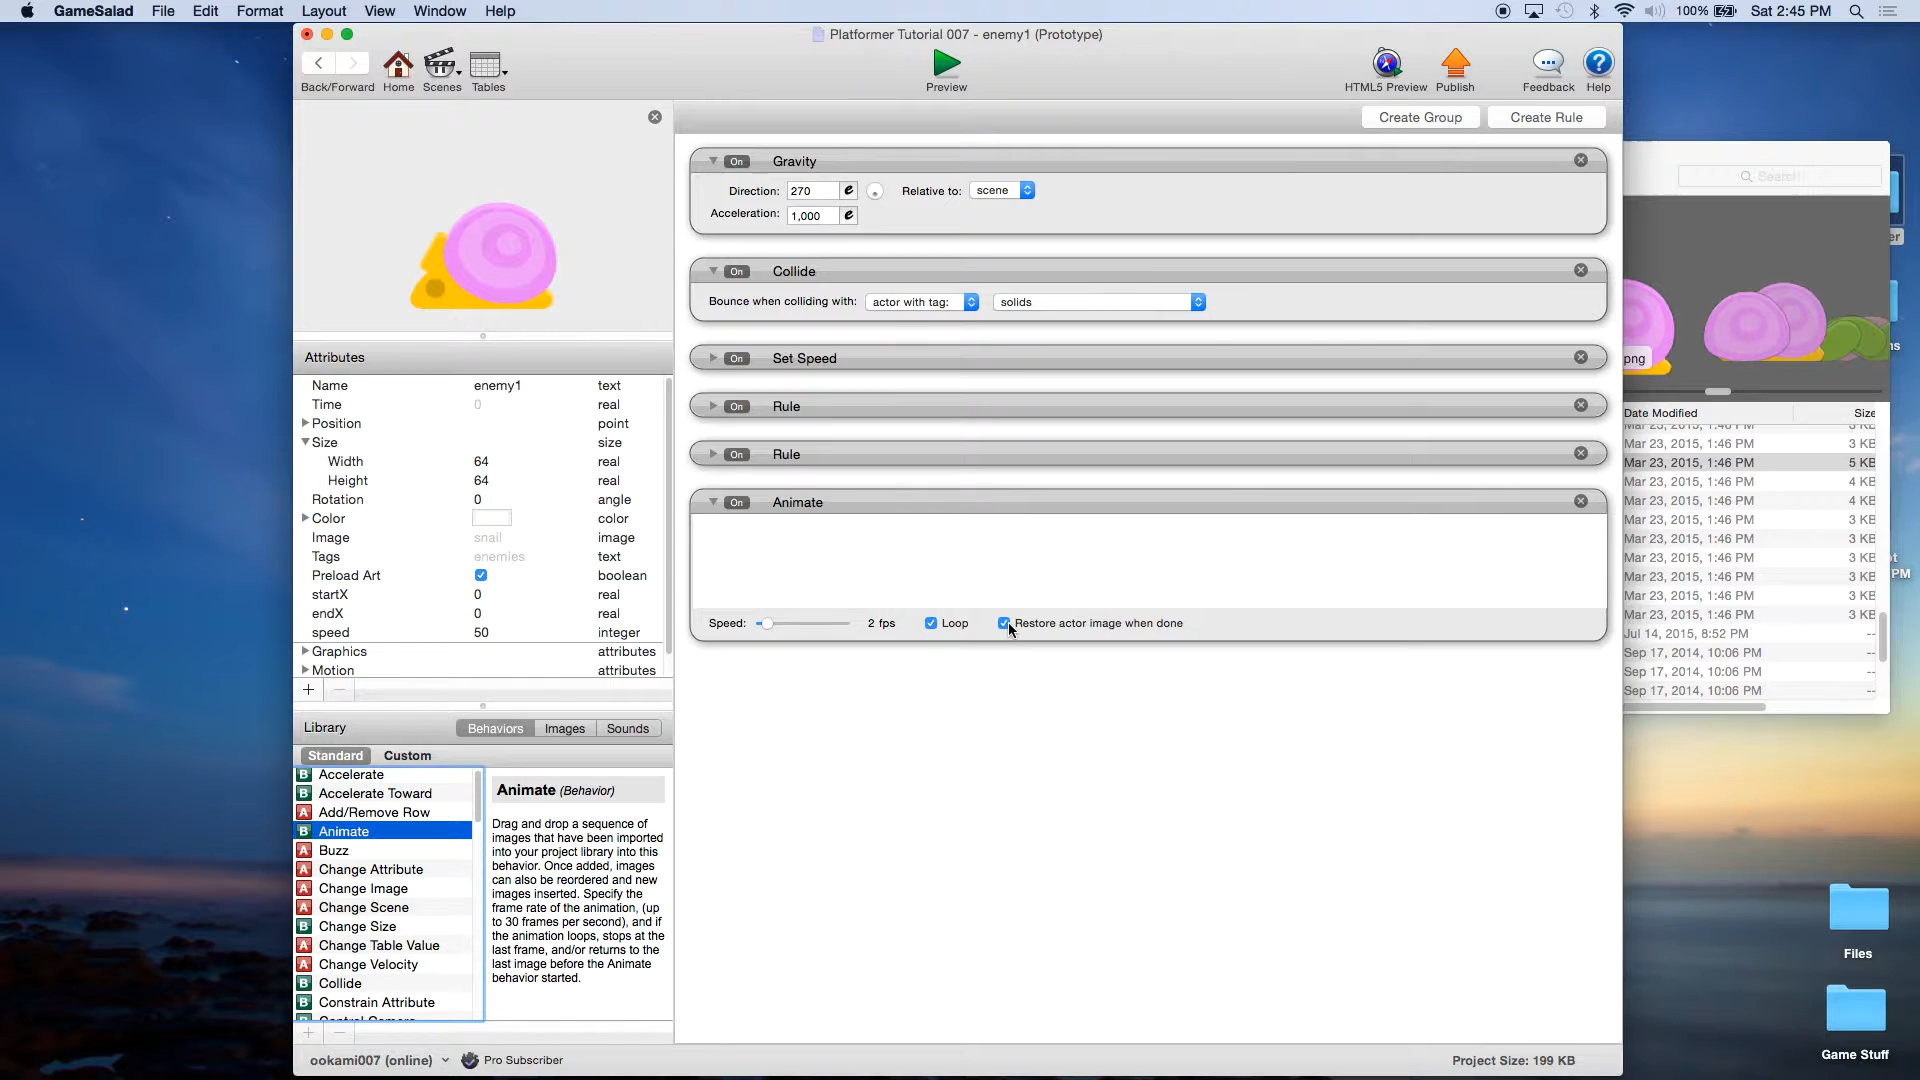 GameSalad File Edit Format Layout View Window Help 100% Sat 2:45 PM
Platformer Tutorial 007 - enemy1 (Prototype)
Back/Forward Home Scenes Tables Preview HTML5 Preview Publish Feedback Help
Create Group Create Rule
On Gravity
Direction: 270 e Relative to: scene
Acceleration: 1,000 e
On Collide
Bounce when colliding with: actor with tag: solids
On Set Speed
On Rule
On Rule
On Animate
Speed: 2 fps Loop Restore actor image when done
Attributes
Name enemy1 text
Time 0 real
Position point
Size size
Width 64 real
Height 64 real
Rotation 0 angle
Color color
Image snail image
Tags enemies text
Preload Art boolean
startX 0 real
endX 0 real
speed 50 integer
Graphics attributes
Motion attributes
Library Behaviors Images Sounds
Standard Custom
B Accelerate
B Accelerate Toward
A Add/Remove Row
B Animate
A Buzz
A Change Attribute
A Change Image
A Change Scene
B Change Size
A Change Table Value
A Change Velocity
B Collide
B Constrain Attribute
Control Camera
Animate (Behavior)
Drag and drop a sequence of
images that have been imported
into your project library into this
behavior. Once added, images
can also be reordered and new
images inserted. Specify the
frame rate of the animation, (up
to 30 frames per second), and if
the animation loops, stops at the
last frame, and/or returns to the
last image before the Animate
behavior started.
ookami007 (online) Pro Subscriber Project Size: 199 KB
Search
png
Date Modified Size
Mar 23, 2015, 1:46 PM 3 KB
Mar 23, 2015, 1:46 PM 3 KB
Mar 23, 2015, 1:46 PM 5 KB
Mar 23, 2015, 1:46 PM 4 KB
Mar 23, 2015, 1:46 PM 4 KB
Mar 23, 2015, 1:46 PM 3 KB
Mar 23, 2015, 1:46 PM 3 KB
Mar 23, 2015, 1:46 PM 3 KB
Mar 23, 2015, 1:46 PM 3 KB
Mar 23, 2015, 1:46 PM 3 KB
Mar 23, 2015, 1:46 PM 3 KB
Jul 14, 2015, 8:52 PM --
Sep 17, 2014, 10:06 PM --
Sep 17, 2014, 10:06 PM --
Sep 17, 2014, 10:06 PM --
er
ns
ot
PM
Files
Game Stuff